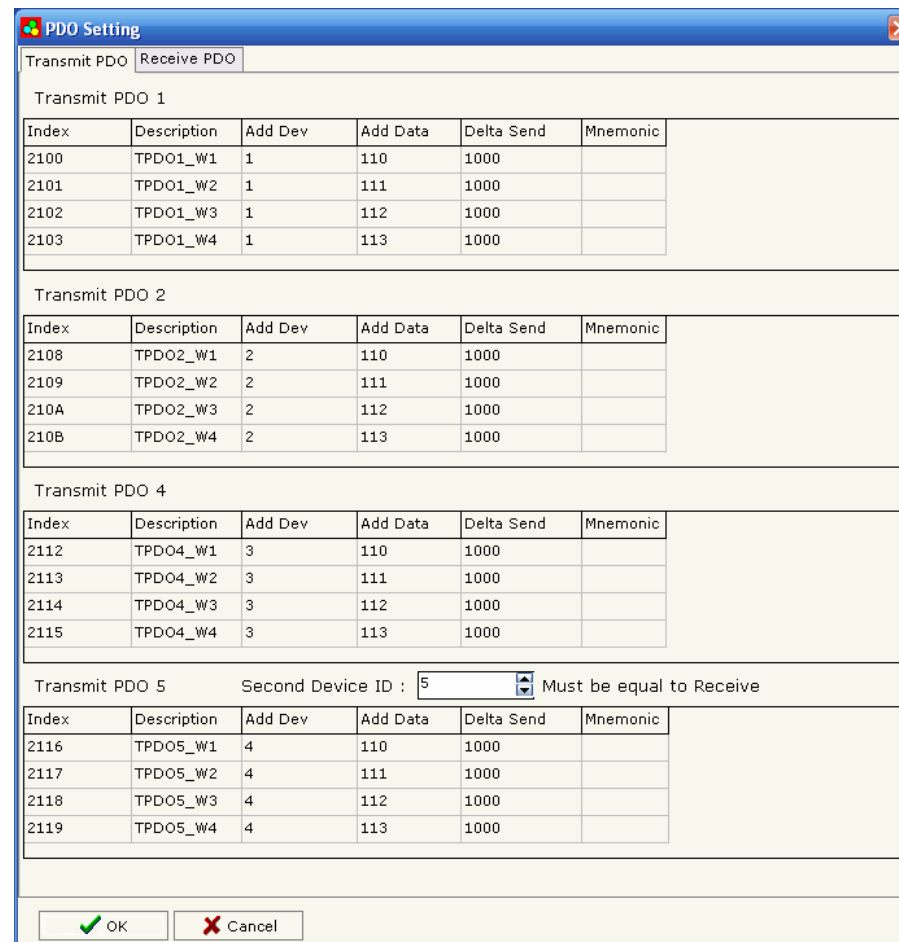 PDO Setting
Transmit PDO Receive PDO
Transmit PDO 1
Index Description Add Dev Add Data Delta Send Mnemonic
2100 TPDO1_W1 1 110 1000
2101 TPDO1_W2 1 111 1000
2102 TPDO1_W3 1 112 1000
2103 TPDO1_W4 1 113 1000
Transmit PDO 2
Index Description Add Dev Add Data Delta Send Mnemonic
2108 TPDO2_W1 2 110 1000
2109 TPDO2_W2 2 111 1000
210A TPDO2_W3 2 112 1000
210B TPDO2_W4 2 113 1000
Transmit PDO 4
Index Description Add Dev Add Data Delta Send Mnemonic
2112 TPDO4_W1 3 110 1000
2113 TPDO4_W2 3 111 1000
2114 TPDO4_W3 3 112 1000
2115 TPDO4_W4 3 113 1000
Transmit PDO 5 Second Device ID : 5 Must be equal to Receive
Index Description Add Dev Add Data Delta Send Mnemonic
2116 TPDO5_W1 4 110 1000
2117 TPDO5_W2 4 111 1000
2118 TPDO5_W3 4 112 1000
2119 TPDO5_W4 4 113 1000
OK Cancel